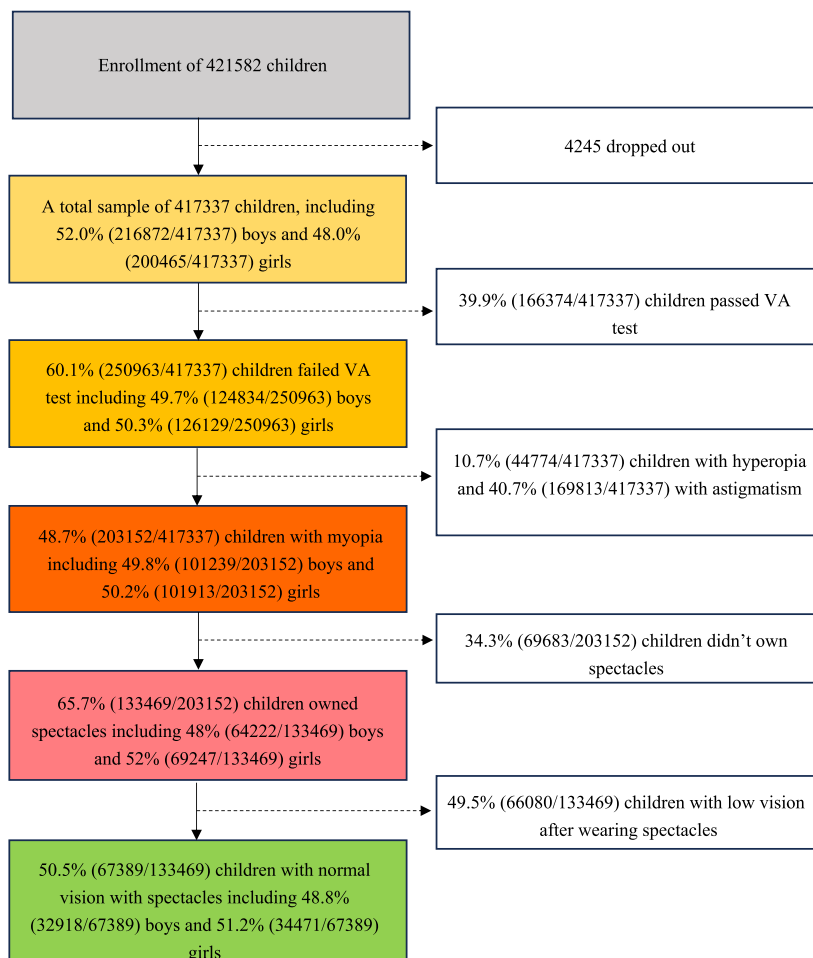 Enrollment of 421582 children
4245 dropped out
A total sample of 417337 children, including
52.0% (216872/417337) boys and 48.0%
(200465/417337) girls
39.9% (166374/417337) children passed VA
test
60.1% (250963/417337) children failed VA
test including 49.7% (124834/250963) boys
and 50.3% (126129/250963) girls
10.7% (44774/417337) children with hyperopia
and 40.7% (169813/417337) with astigmatism
48.7% (203152/417337) children with myopia
including 49.8% (101239/203152) boys and
50.2% (101913/203152) girls
34.3% (69683/203152) children didn’t own
spectacles
65.7% (133469/203152) children owned
spectacles including 48% (64222/133469) boys
and 52% (69247/133469) girls
49.5% (66080/133469) children with low vision
after wearing spectacles
50.5% (67389/133469) children with normal
vision with spectacles including 48.8%
(32918/67389) boys and 51.2% (34471/67389)
girls